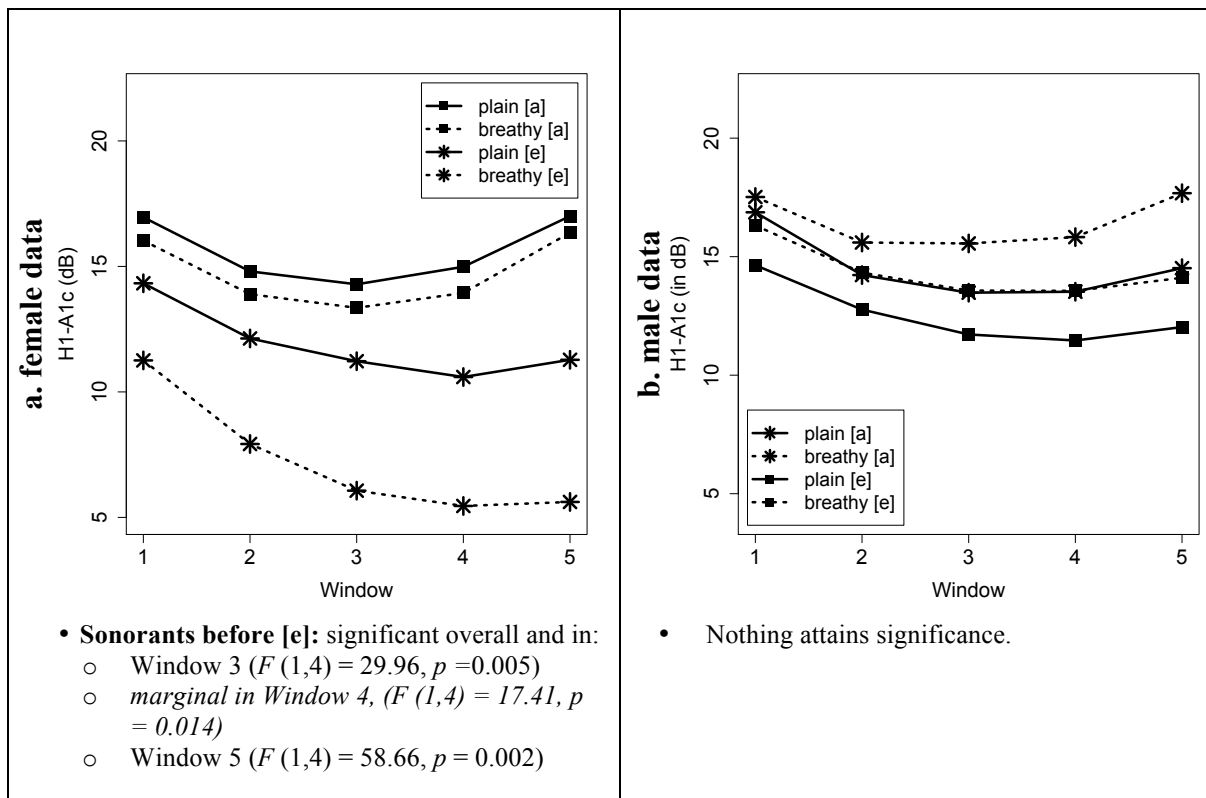 a. female data
H1-A1c (dB)
20
15
10
5
plain [a]
breathy [a]
plain [e]
breathy [e]
1 2 3 4 5
Window
• Sonorants before [e]: significant overall and in:
o Window 3 (F (1,4) = 29.96, p =0.005)
o marginal in Window 4, (F (1,4) = 17.41, p
= 0.014)
o Window 5 (F (1,4) = 58.66, p = 0.002)
b. male data
H1-A1c (in dB)
20
15
10
5
plain [a]
breathy [a]
plain [e]
breathy [e]
1 2 3 4 5
Window
• Nothing attains significance.